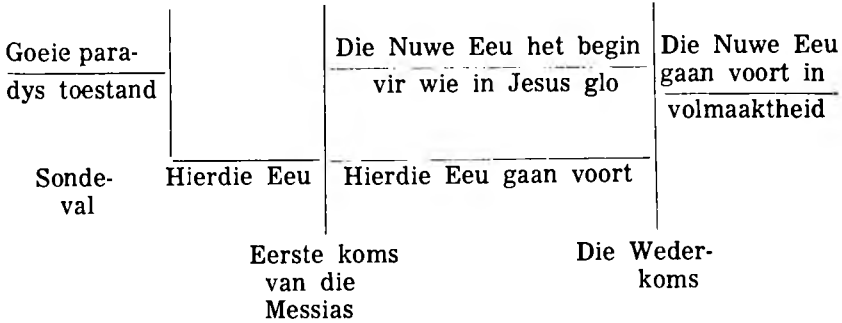 Goeie para-
dys toestand
Die Nuwe Eeu het begin
vir wie in Jesus glo
Die Nuwe Eeu
gaan voort in
volmaaktheid
Sonde-
val
Hierdie Eeu
Hierdie Eeu gaan voort
Eerste koms
van die
Messias
Die Weder-
koms